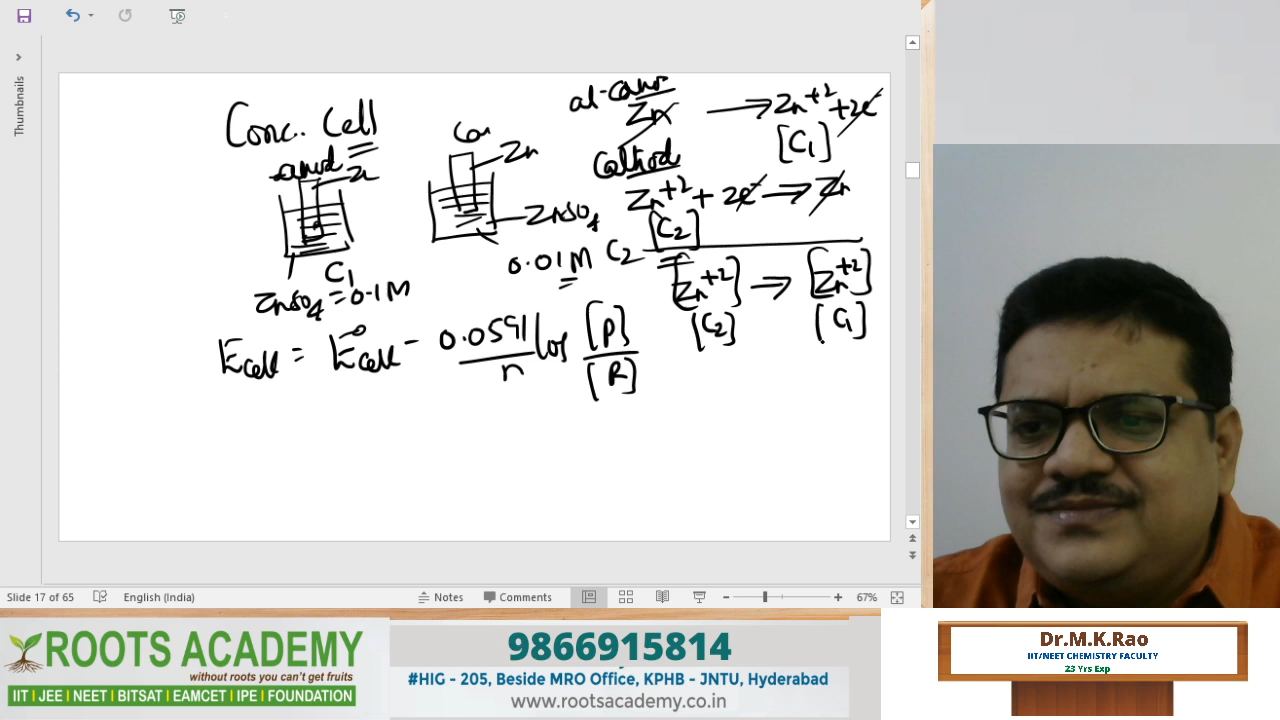 Thumbnails
Conc. Cell
anod
Zn
C1
ZnSO4 = 0.1M
Zn
ZnSO4
0.01M C2
Zn → Zn+2 + 2e
[C1]
Cathode
Zn+2 + 2e → Zn
[C2]
[Zn+2] → [Zn+2]
[C2] [C1]
Ecell = E°cell - 0.0591/n log [P]/[R]
Slide 17 of 65 English (India) Notes Comments 67%
ROOTS ACADEMY
without roots you can't get fruits
IIT I JEE I NEET I BITSAT I EAMCET I IPE I FOUNDATION
9866915814
#HIG - 205, Beside MRO Office, KPHB - JNTU, Hyderabad
www.rootsacademy.co.in
Dr.M.K.Rao
IIT/NEET CHEMISTRY FACULTY
23 Yrs Exp